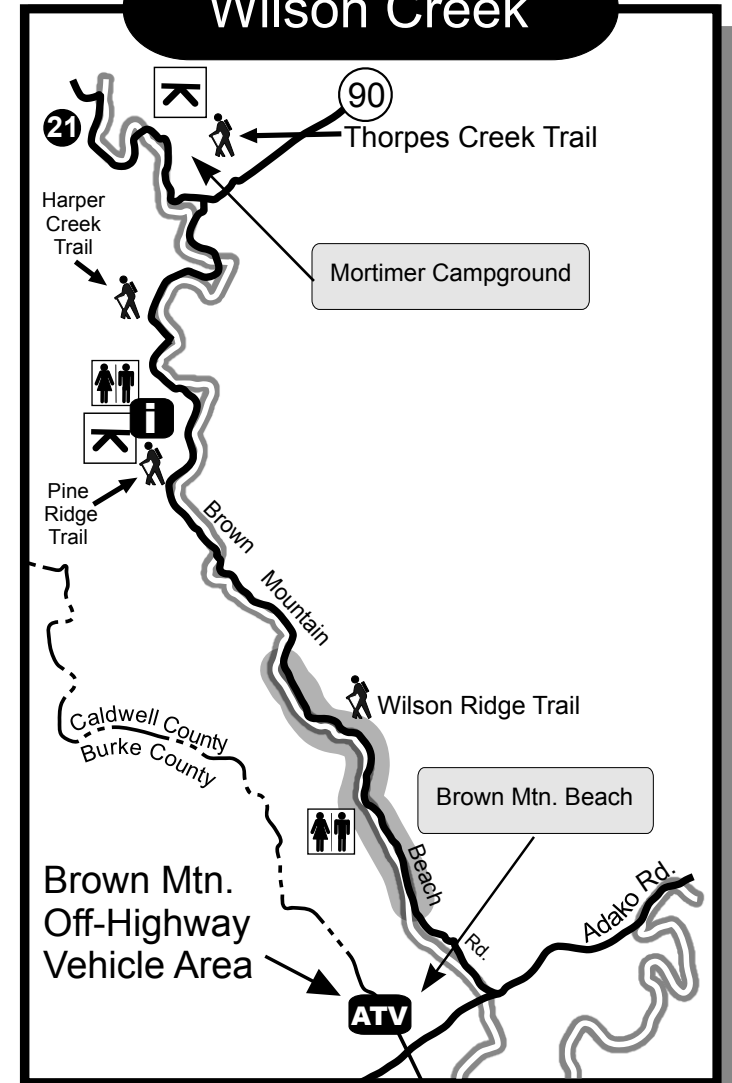 Wilson Creek
90
21
Thorpes Creek Trail
Harper
Creek
Trail
Mortimer Campground
i
Pine
Ridge
Trail
Brown
Mountain
Wilson Ridge Trail
Caldwell County
Burke County
Brown Mtn. Beach
Beach
Rd.
Adako Rd.
Brown Mtn.
Off-Highway
Vehicle Area
ATV